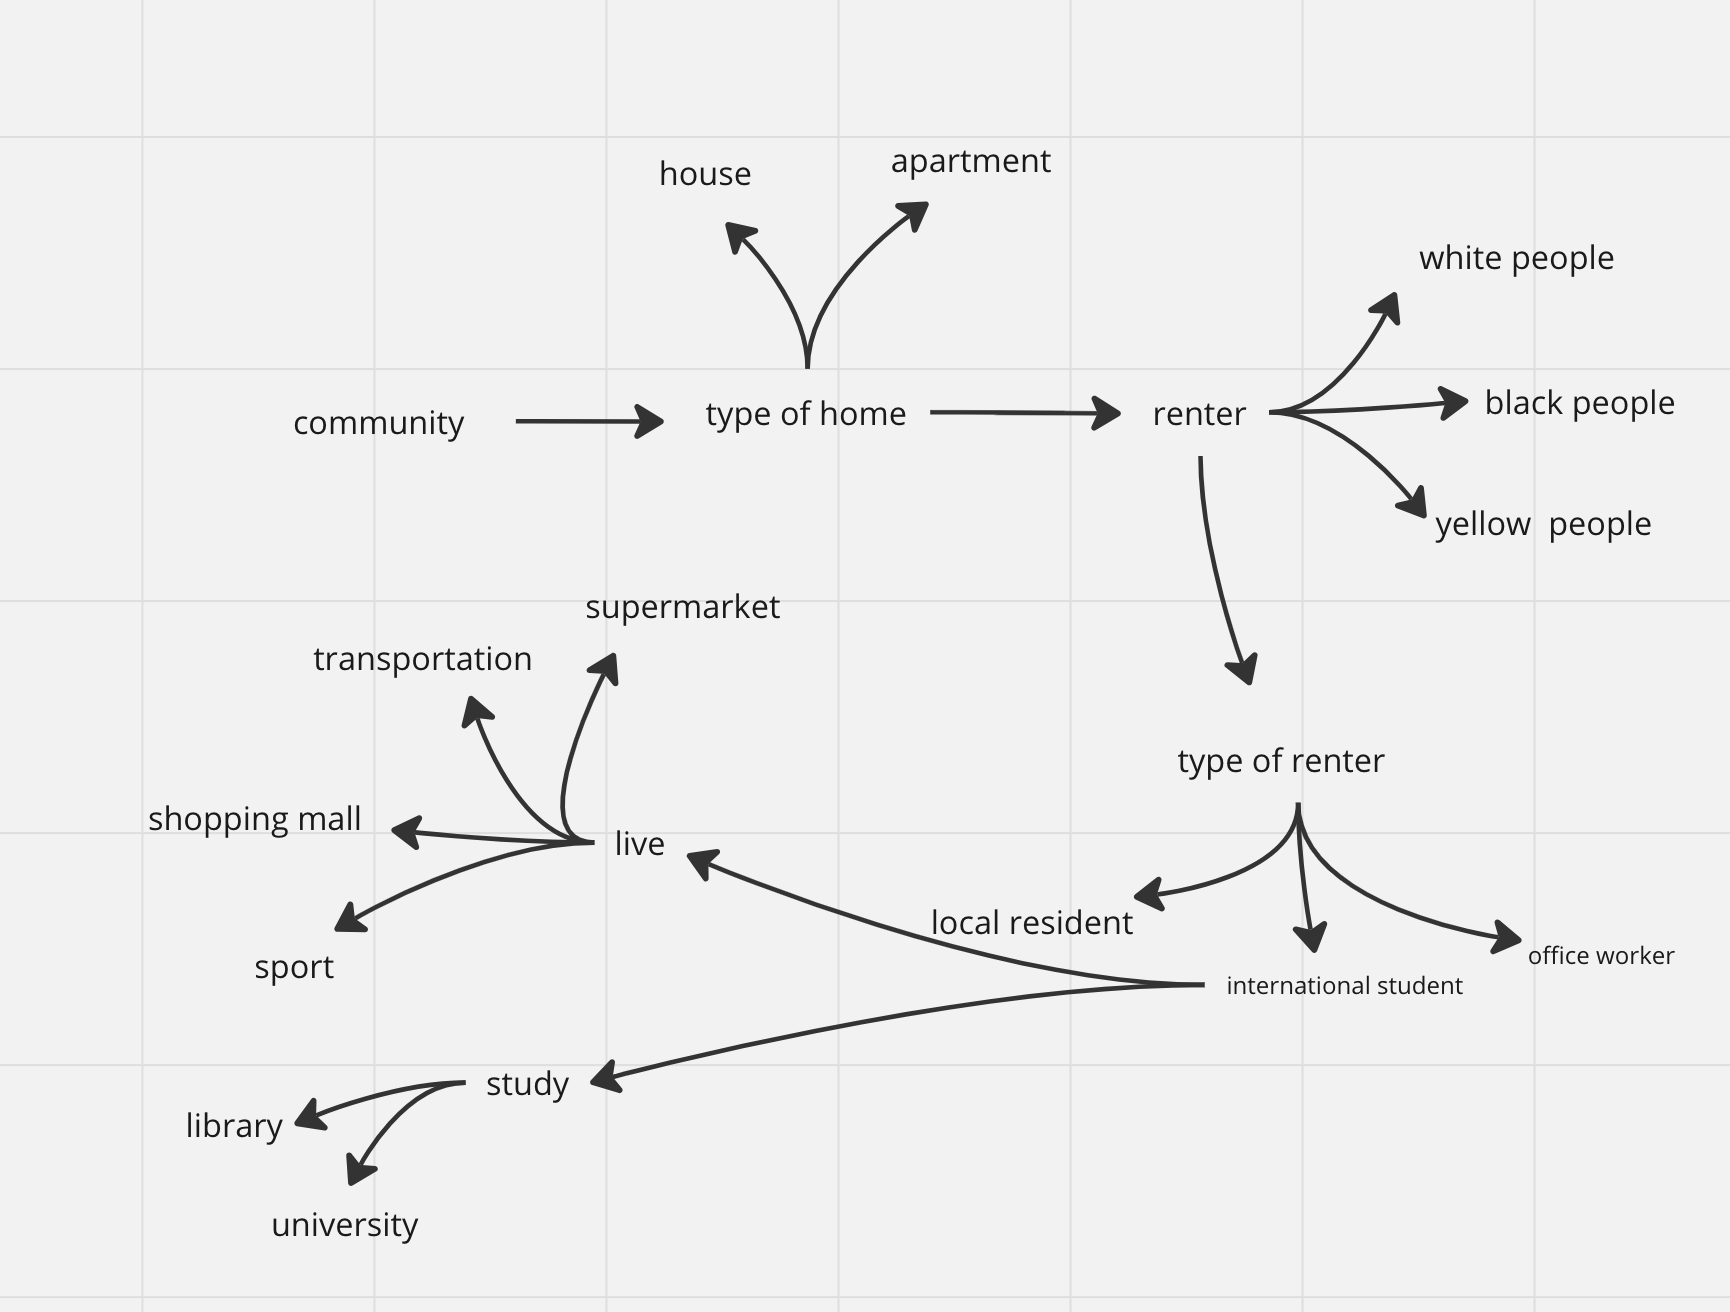 house
apartment
white people
community
type of home
renter
black people
yellow  people
supermarket
transportation
type of renter
shopping mall
live
local resident
office worker
sport
international student
study
library
university